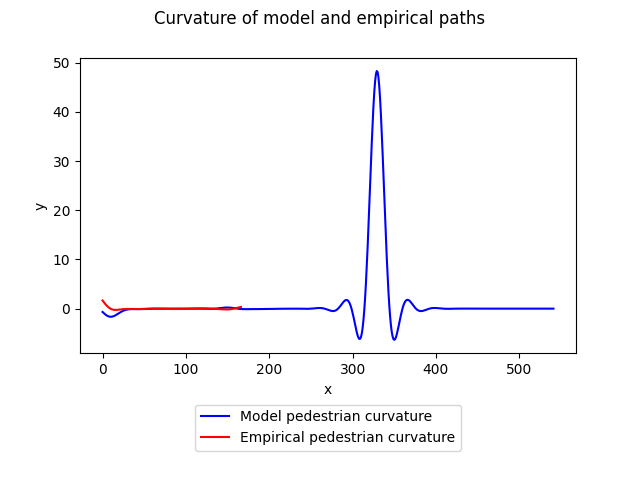 Curvature of model and empirical paths
50
40
30
20
10
0
y
0 100 200 300 400 500
x
Model pedestrian curvature
Empirical pedestrian curvature